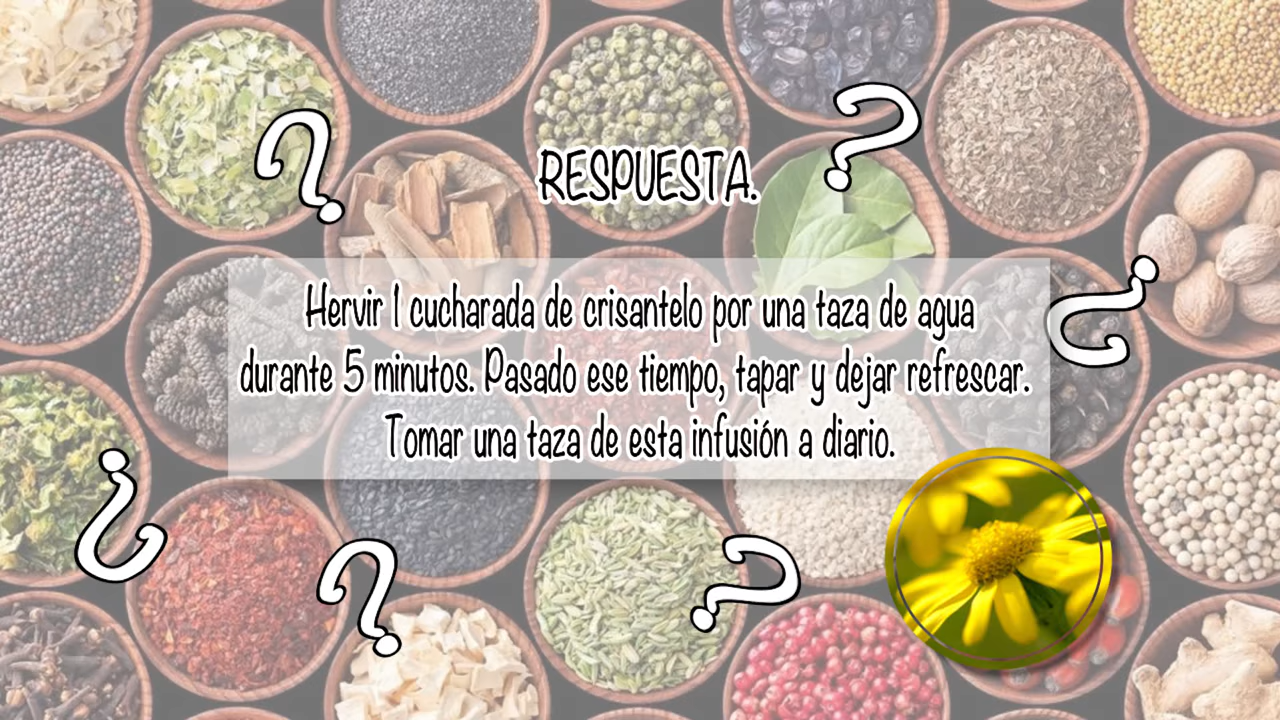 RESPUESTA.
Hervir 1 cucharada de crisantelo por una taza de agua
durante 5 minutos. Pasado ese tiempo, tapar y dejar refrescar.
Tomar una taza de esta infusión a diario.